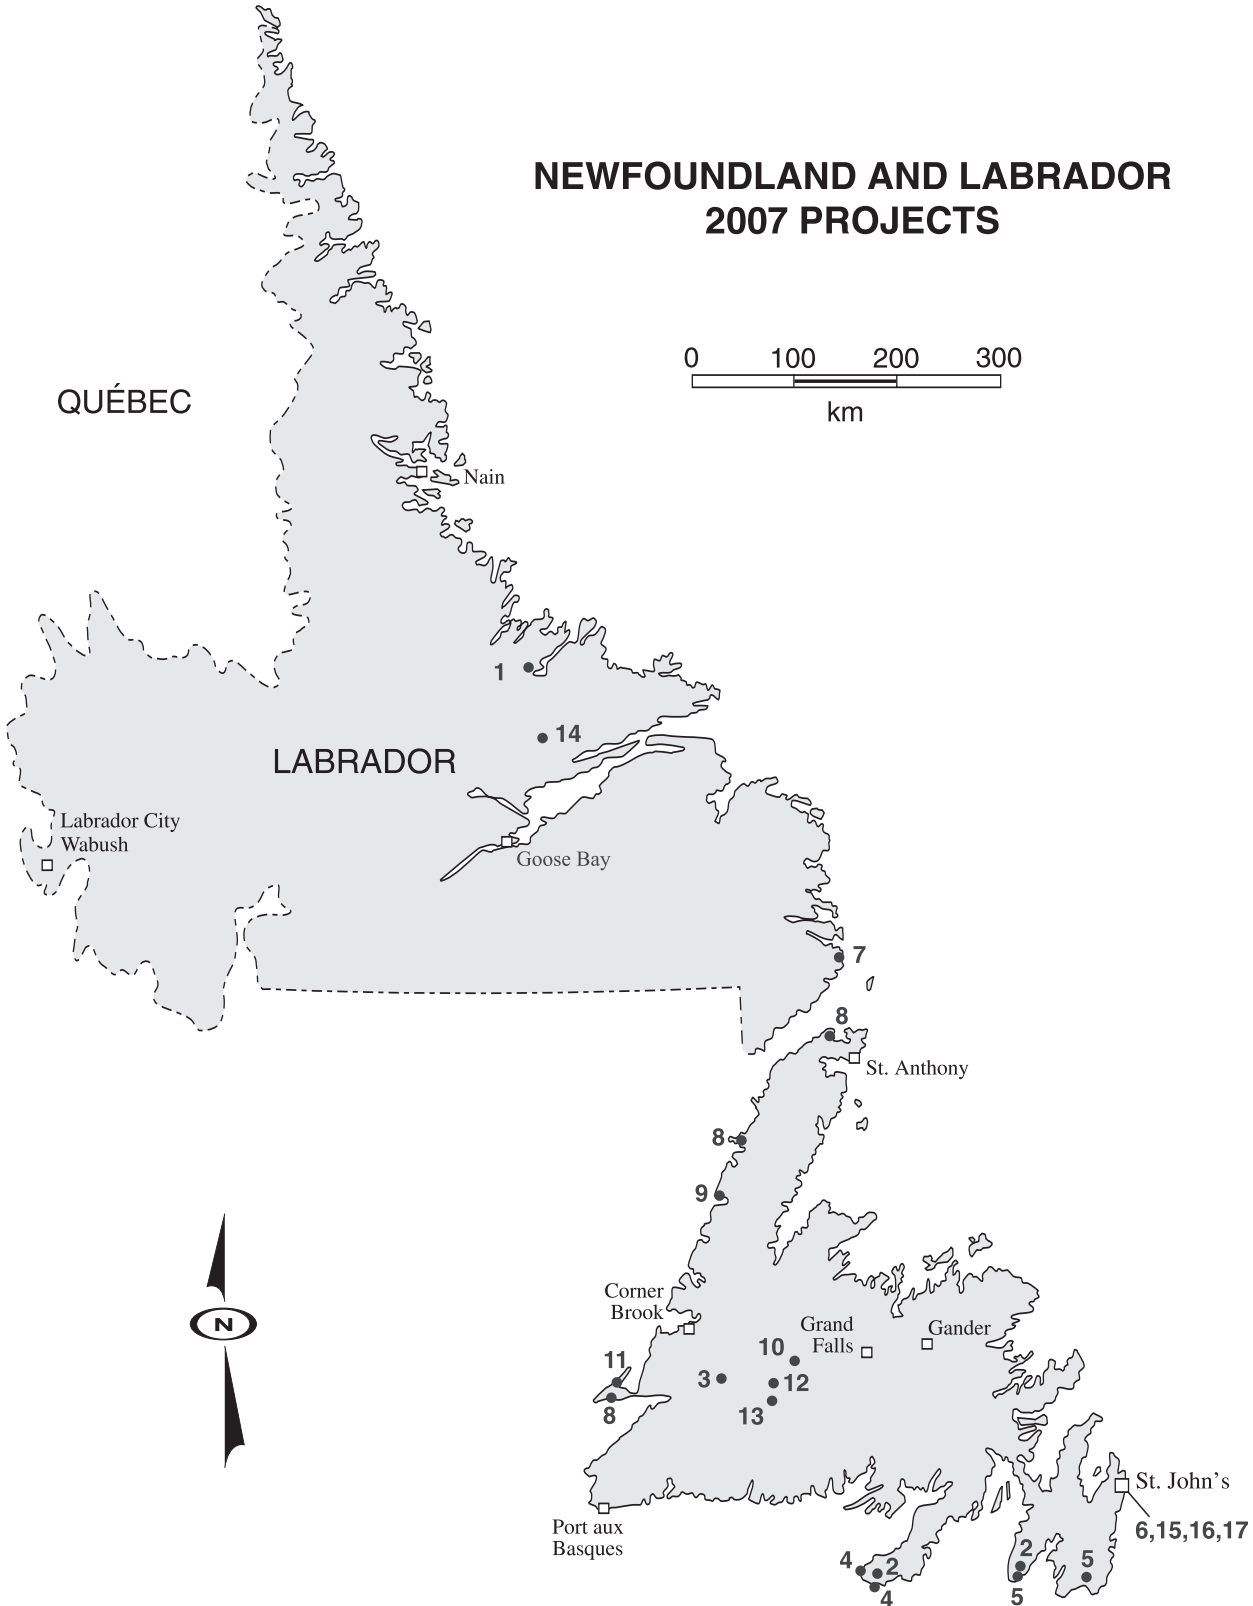 NEWFOUNDLAND AND LABRADOR
2007 PROJECTS
0 100 200 300
km
QUÉBEC
Nain
1
14
LABRADOR
Labrador City
Wabush
Goose Bay
7
8
St. Anthony
8
9
N
Corner
Brook
Grand
Falls
Gander
10
11
3
12
8
13
St. John's
6,15,16,17
Port aux
Basques
4
2
4
2
5
5